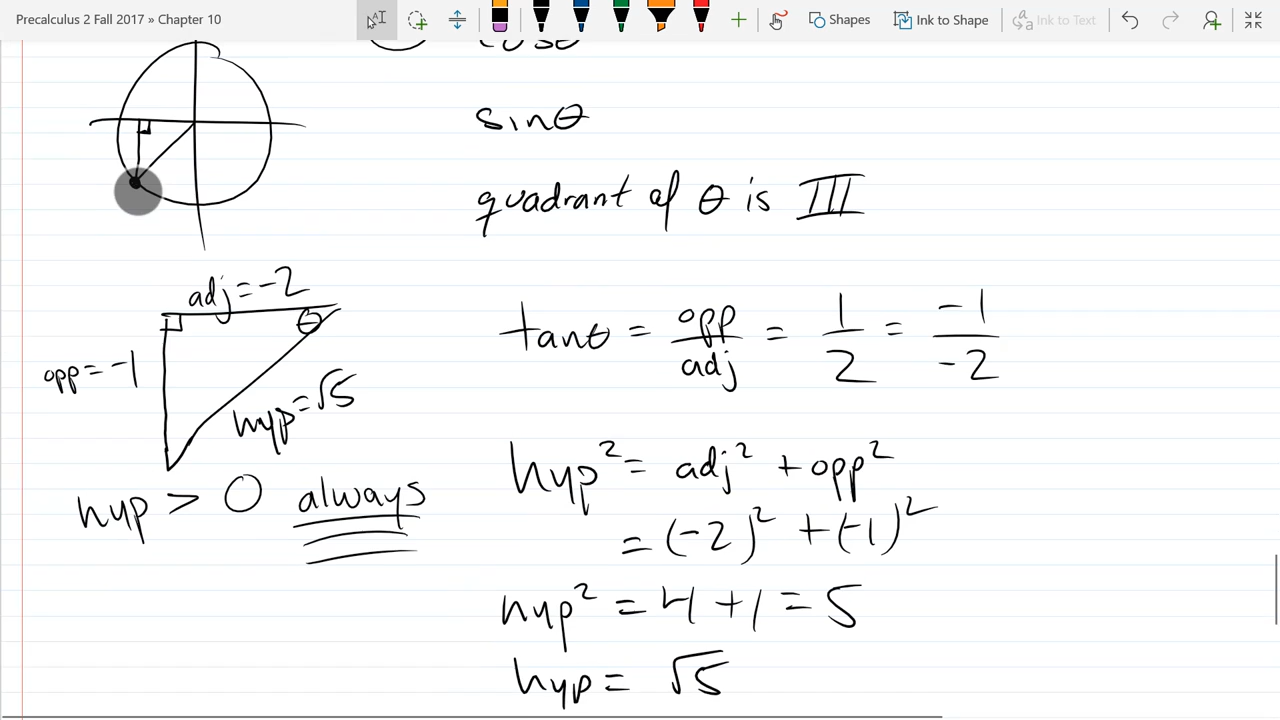 Precalculus 2 Fall 2017 » Chapter 10
Shapes
Ink to Shape
Ink to Text
cosθ
sinθ
quadrant of θ is III
adj = -2
θ
opp = -1
hyp = √5
hyp > 0 always
tanθ = opp/adj = 1/2 = -1/-2
hyp² = adj² + opp²
= (-2)² + (-1)²
hyp² = 4 + 1 = 5
hyp = √5